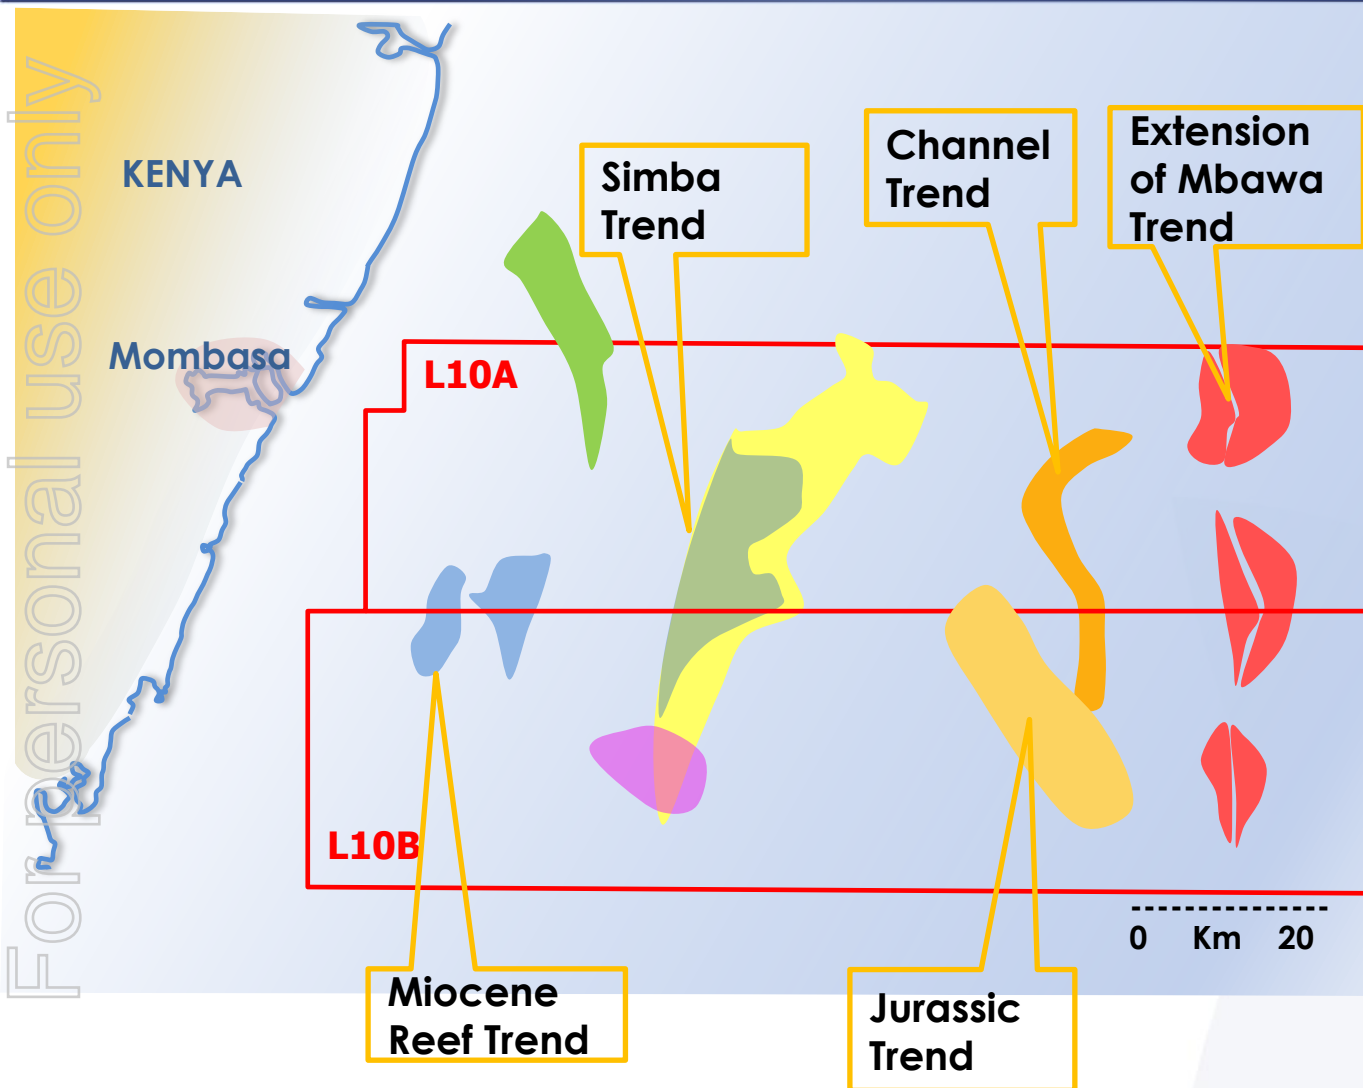 For personal use only
KENYA
Mombasa
Simba
Trend
Channel
Trend
Extension
of Mbawa
Trend
L10A
L10B
0 Km 20
Miocene
Reef Trend
Jurassic
Trend